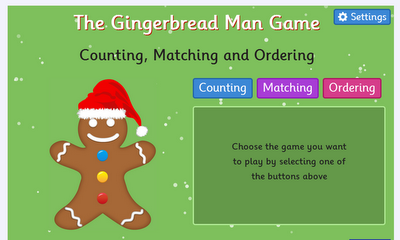 The Gingerbread Man Game
Settings
Counting, Matching and Ordering
Counting
Matching
Ordering
Choose the game you want
to play by selecting one of
the buttons above